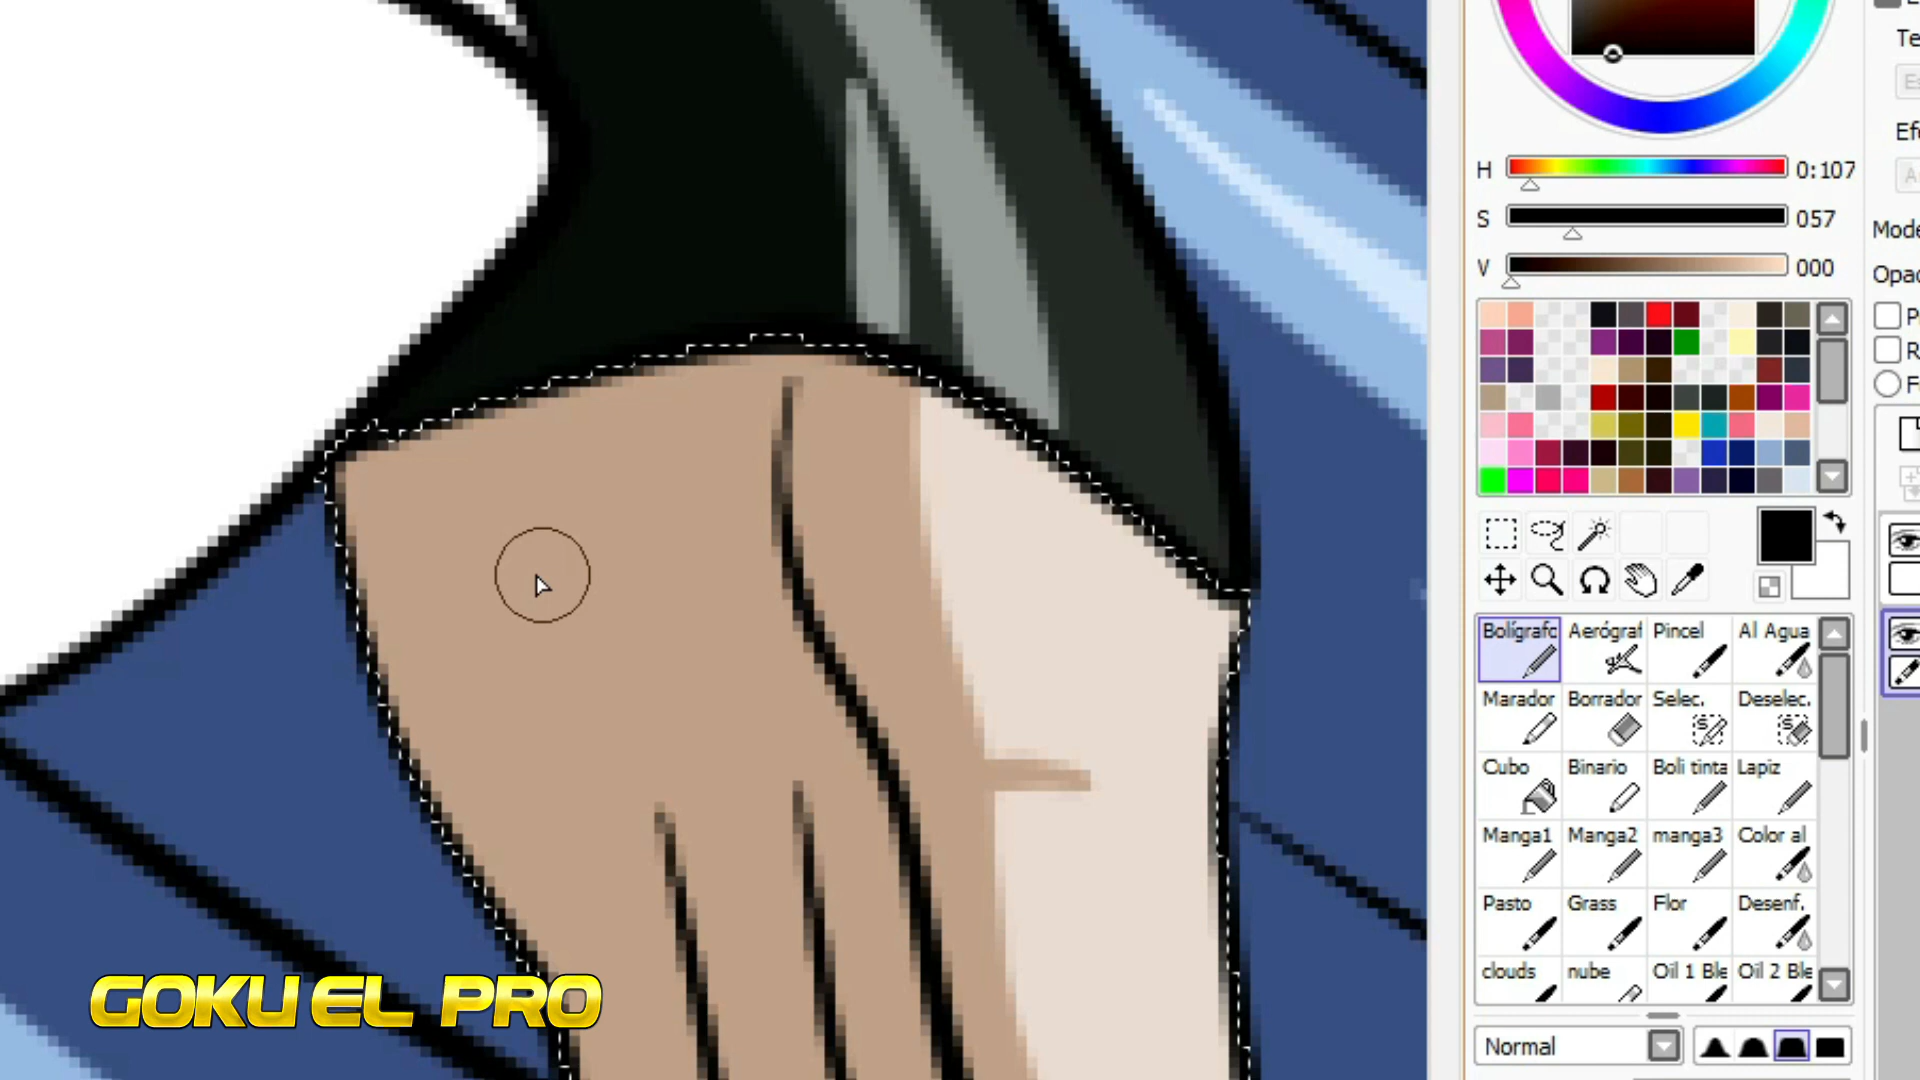 Te
Es
Efe
H 0:107
S 057
V 000
Mode
Opac
P
R
F
Bolígrafc Aerógraf Pincel Al Agua
Marador Borrador Selec. Deselec.
Cubo Binario Boli tinta Lapiz
Manga1 Manga2 manga3 Color al
Pasto Grass Flor Desenf.
clouds nube Oil 1 Ble Oil 2 Ble
Normal
GOKU EL PRO